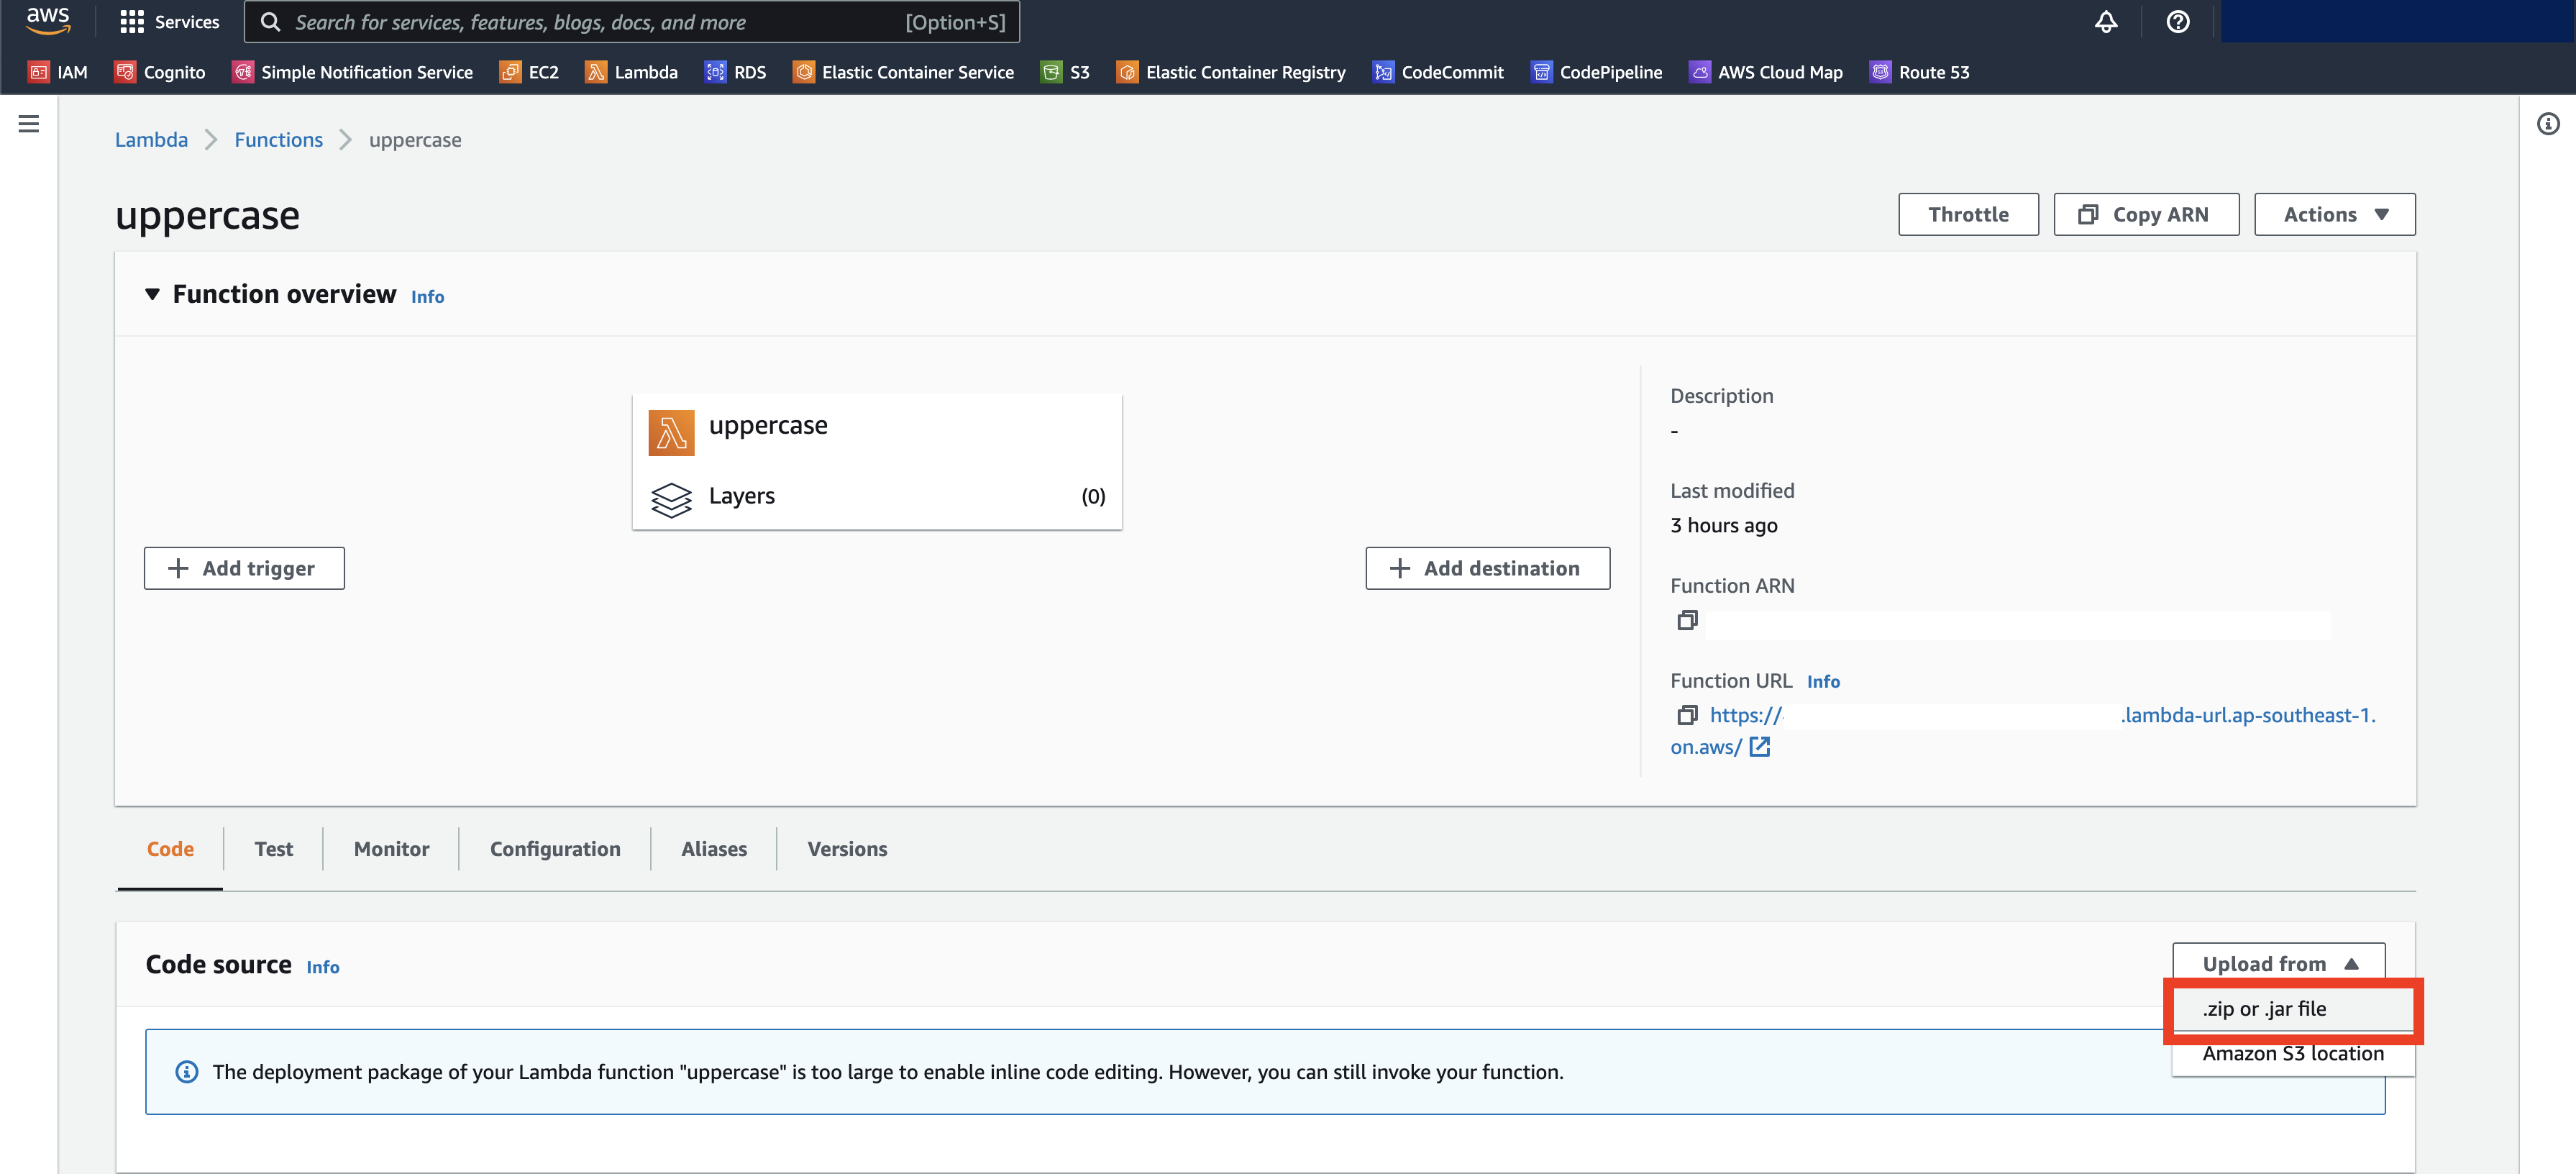 aws
Services
Search for services, features, blogs, docs, and more [Option+S]
IAM Cognito Simple Notification Service EC2 Lambda RDS Elastic Container Service S3 Elastic Container Registry CodeCommit CodePipeline AWS Cloud Map Route 53
Lambda Functions uppercase
uppercase
Throttle
Copy ARN
Actions
Function overview Info
uppercase
Layers (0)
Add trigger
Add destination
Description
-
Last modified
3 hours ago
Function ARN
Function URL Info
https:// .lambda-url.ap-southeast-1.
on.aws/
Code Test Monitor Configuration Aliases Versions
Code source Info
Upload from
.zip or .jar file
Amazon S3 location
The deployment package of your Lambda function "uppercase" is too large to enable inline code editing. However, you can still invoke your function.